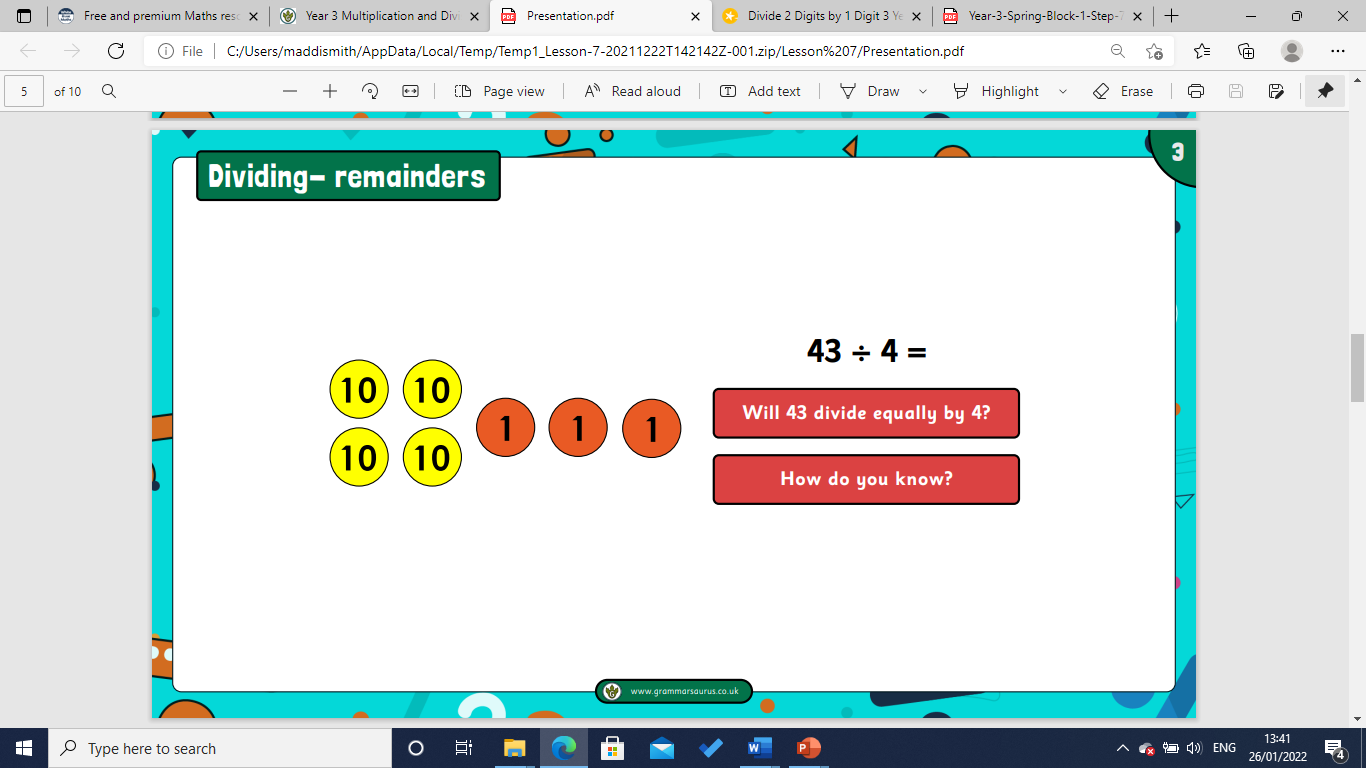 Free and premium Maths res
Year 3 Multiplication and Divi
Presentation.pdf
Divide 2 Digits by 1 Digit 3 Ye
Year-3-Spring-Block-1-Step-7
File
C:/Users/maddismith/AppData/Local/Temp/Temp1_Lesson-7-20211222T142142Z-001.zip/Lesson%207/Presentation.pdf
5 of 10
Page view
Read aloud
Add text
Draw
Highlight
Erase
Dividing– remainders
3
43 ÷ 4 =
10 10
10 10
1 1 1
Will 43 divide equally by 4?
How do you know?
www.grammarsaurus.co.uk
Type here to search
ENG
13:41
26/01/2022
4